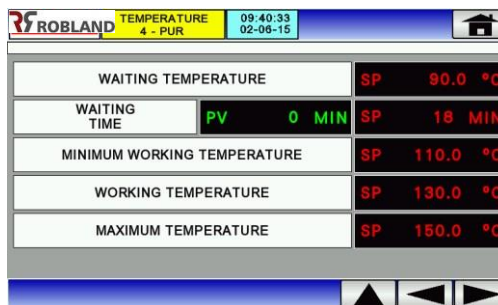 ROBLAND
TEMPERATURE
4 - PUR
09:40:33
02-06-15
WAITING TEMPERATURE SP 90.0 °C
WAITING
TIME PV 0 MIN SP 18 MIN
MINIMUM WORKING TEMPERATURE SP 110.0 °C
WORKING TEMPERATURE SP 130.0 °C
MAXIMUM TEMPERATURE SP 150.0 °C